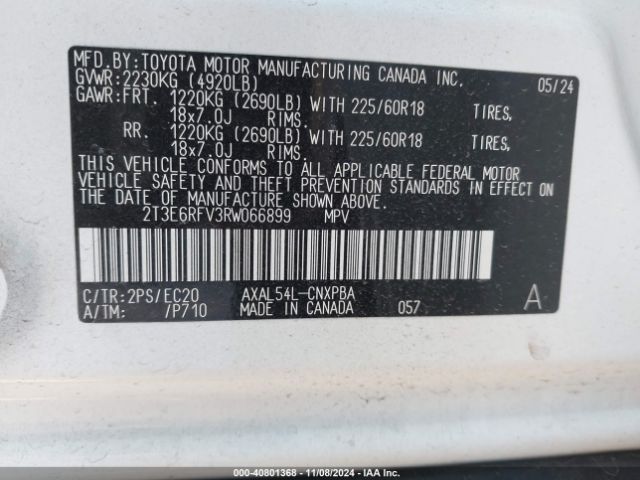 MFD.BY:TOYOTA MOTOR MANUFACTURING CANADA INC. 05/24
GVWR:2230KG (4920LB)
GAWR:FRT. 1220KG (2690LB) WITH 225/60R18 TIRES,
18x7.0J RIMS.
RR. 1220KG (2690LB) WITH 225/60R18 TIRES,
18x7.0J RIMS.
THIS VEHICLE CONFORMS TO ALL APPLICABLE FEDERAL MOTOR
VEHICLE SAFETY AND THEFT PREVENTION STANDARDS IN EFFECT ON
THE DATE OF MANUFACTURE SHOWN ABOVE.
2T3E6RFV3RW066899 MPV
C/TR:2PS/EC20 AXAL54L-CNXPBA A
A/TM: /P710 MADE IN CANADA 057
000-40801368 - 11/08/2024 - IAA Inc.